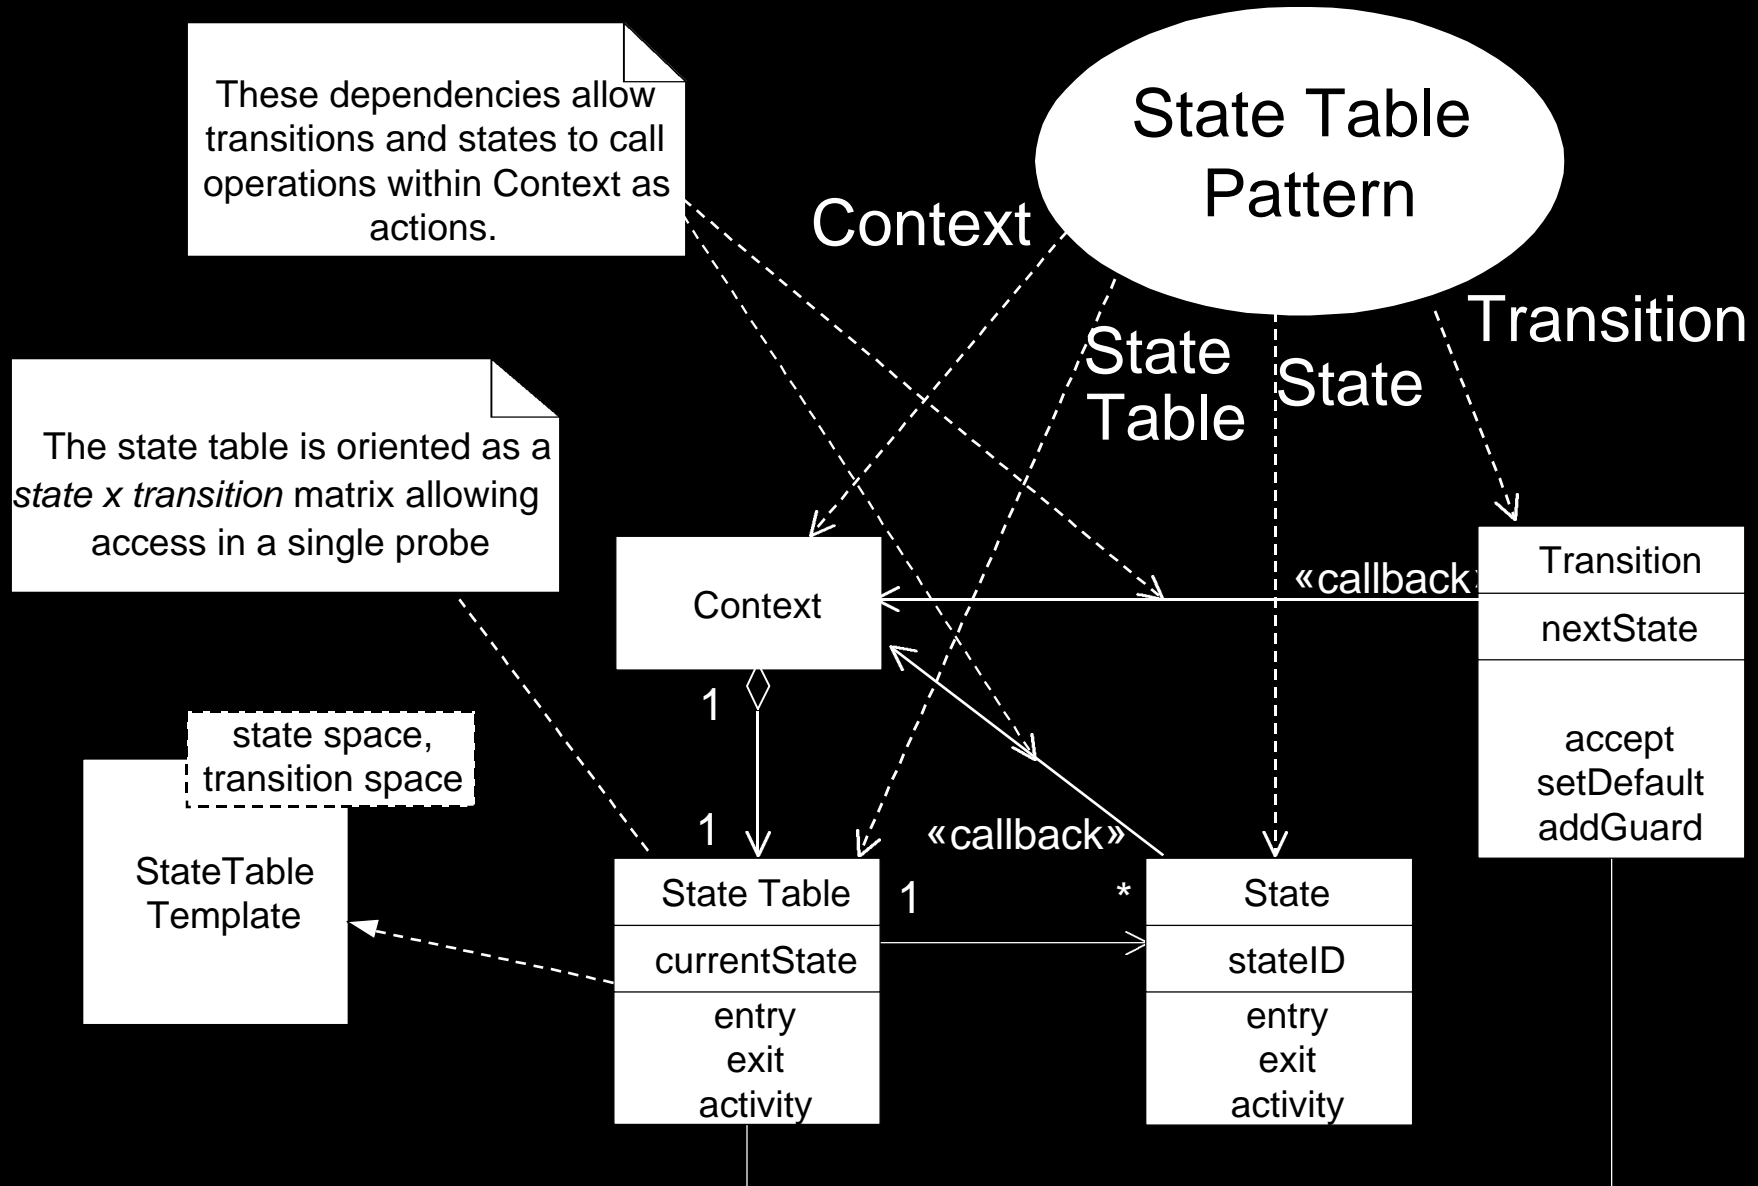 These dependencies allow
transitions and states to call
operations within Context as
actions.
State Table
Pattern
Context
State
Table
State
Transition
The state table is oriented as a
state x transition matrix allowing
access in a single probe
Context
«callback»
Transition
nextState
accept
setDefault
addGuard
1
1
state space,
transition space
StateTable
Template
«callback»
State Table
currentState
entry
exit
activity
1
*
State
stateID
entry
exit
activity